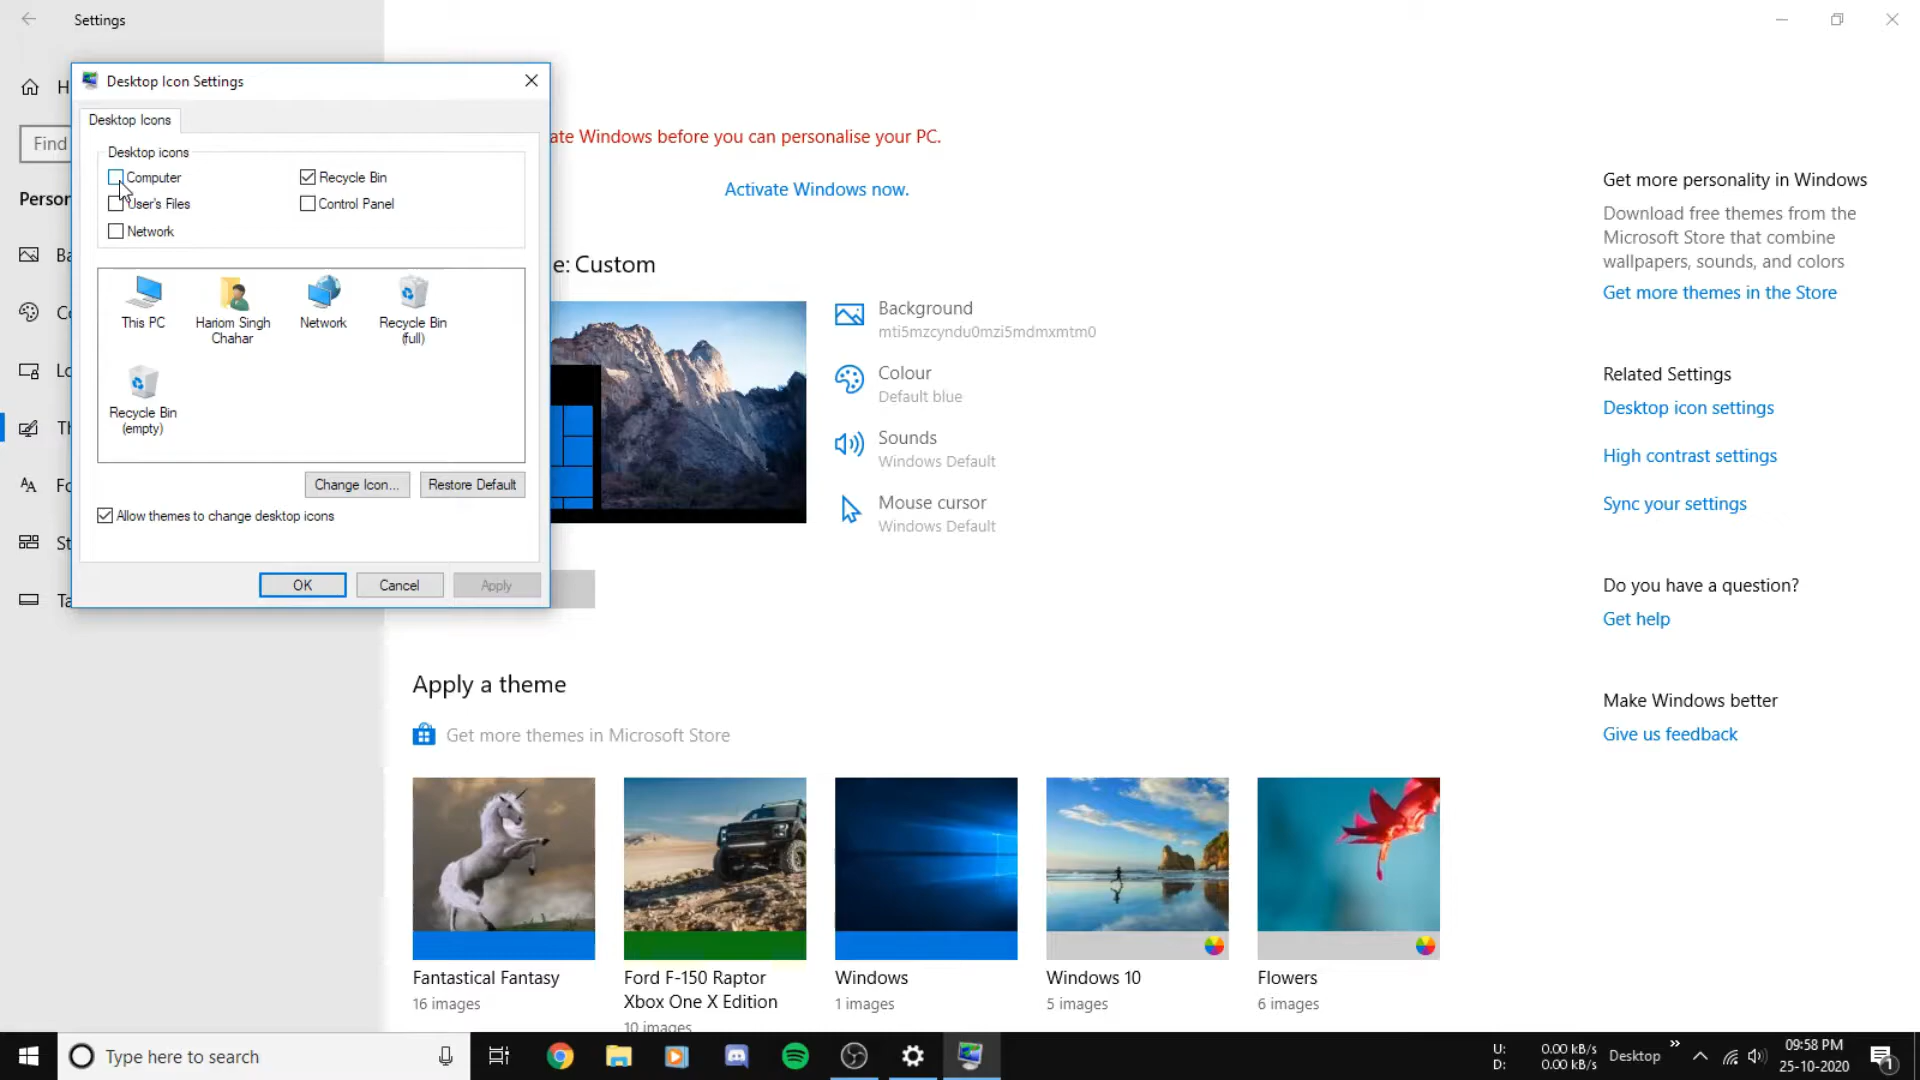 Settings
Desktop Icon Settings
H
Desktop Icons
Find
Desktop icons
Computer
Recycle Bin
User's Files
Control Panel
Network
Person
Ba
Co
Lo
Th
Fo
St
Ta
This PC
Hariom Singh
Chahar
Network
Recycle Bin
(full)
Recycle Bin
(empty)
Change Icon...
Restore Default
Allow themes to change desktop icons
OK
Cancel
Apply
ate Windows before you can personalise your PC.
Activate Windows now.
e: Custom
Background
mti5mzcyndu0mzi5mdmxmtm0
Colour
Default blue
Sounds
Windows Default
Mouse cursor
Windows Default
Apply a theme
Get more themes in Microsoft Store
Fantastical Fantasy
16 images
Ford F-150 Raptor
Xbox One X Edition
10 images
Windows
1 images
Windows 10
5 images
Flowers
6 images
Get more personality in Windows
Download free themes from the
Microsoft Store that combine
wallpapers, sounds, and colors
Get more themes in the Store
Related Settings
Desktop icon settings
High contrast settings
Sync your settings
Do you have a question?
Get help
Make Windows better
Give us feedback
Type here to search
U: 0.00 kB/s
D: 0.00 kB/s
Desktop
09:58 PM
25-10-2020
1